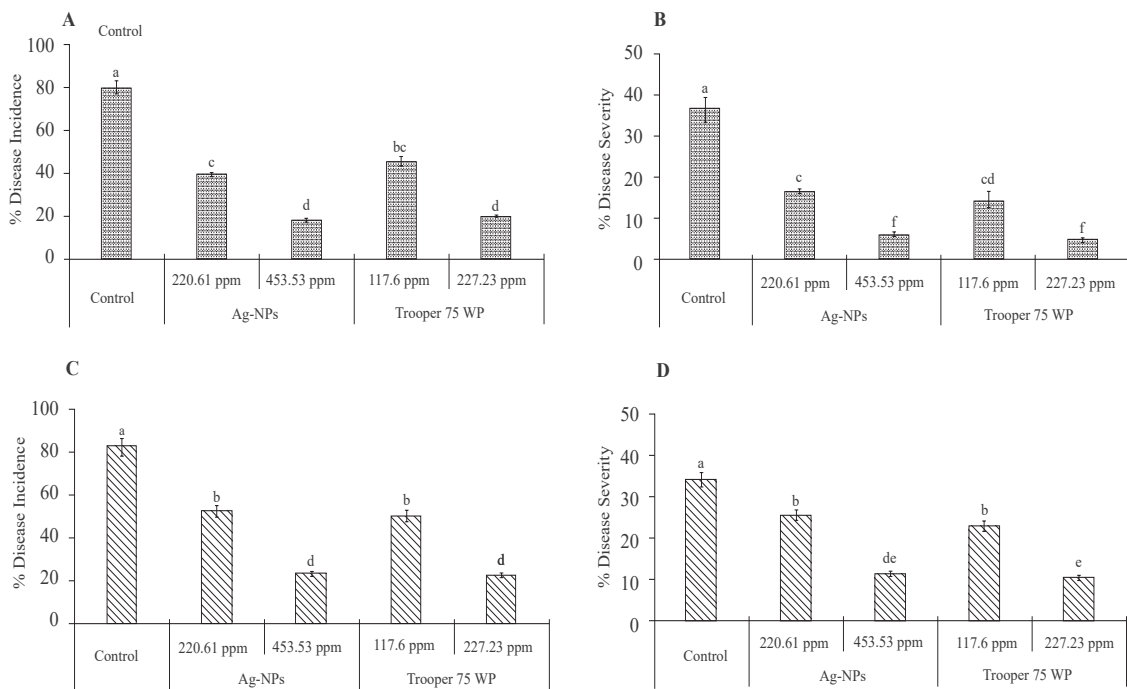 A
Control
% Disease Incidence
100
80
60
40
20
0
a
c
d
bc
d
Control
220.61 ppm 453.53 ppm 117.6 ppm 227.23 ppm
Ag-NPs Trooper 75 WP
B
% Disease Severity
50
40
30
20
10
0
a
c
f
cd
f
Control
220.61 ppm 453.53 ppm 117.6 ppm 227.23 ppm
Ag-NPs Trooper 75 WP
C
% Disease Incidence
100
80
60
40
20
0
a
b
d
b
d
Control
220.61 ppm 453.53 ppm 117.6 ppm 227.23 ppm
Ag-NPs Trooper 75 WP
D
% Disease Severity
50
40
30
20
10
0
a
b
de
b
e
Control
220.61 ppm 453.53 ppm 117.6 ppm 227.23 ppm
Ag-NPs Trooper 75 WP